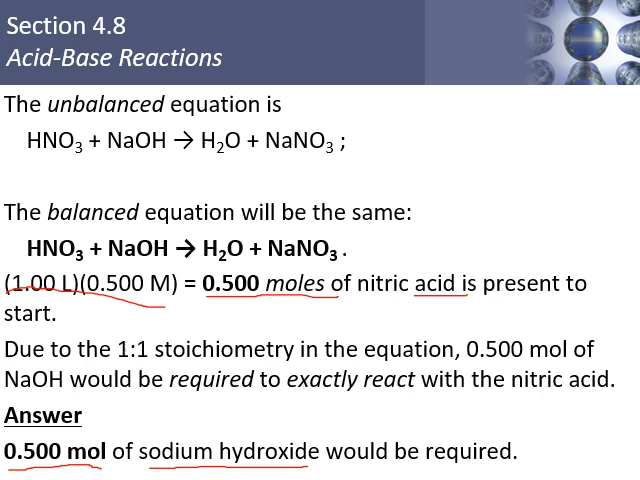 Section 4.8
Acid-Base Reactions
The unbalanced equation is
HNO₃ + NaOH → H₂O + NaNO₃ ;
The balanced equation will be the same:
HNO₃ + NaOH → H₂O + NaNO₃ .
(1.00 L)(0.500 M) = 0.500 moles of nitric acid is present to
start.
Due to the 1:1 stoichiometry in the equation, 0.500 mol of
NaOH would be required to exactly react with the nitric acid.
Answer
0.500 mol of sodium hydroxide would be required.